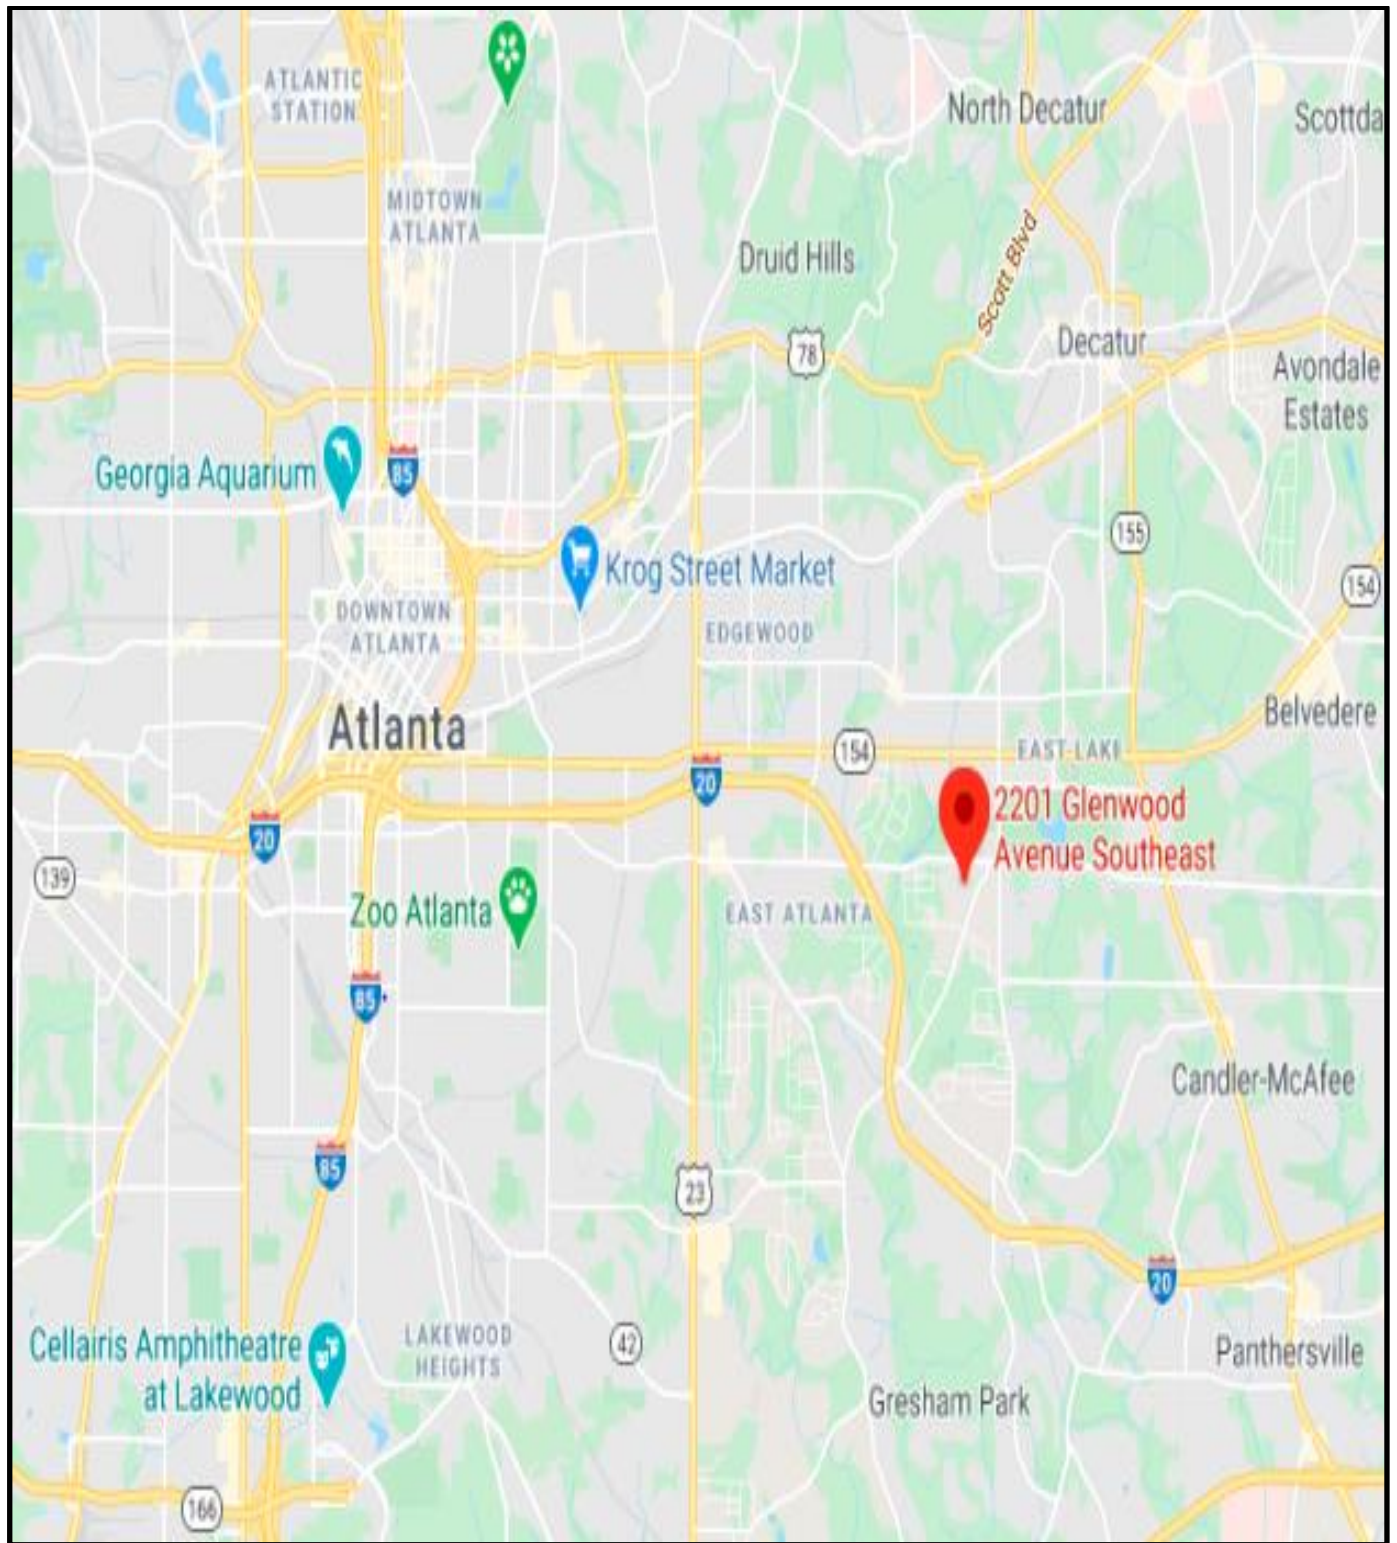 ATLANTIC
STATION
North Decatur
Scottda
MIDTOWN
ATLANTA
Druid Hills
Scott Blvd
78
Decatur
Avondale
Estates
Georgia Aquarium
85
155
Krog Street Market
154
DOWNTOWN
ATLANTA
EDGEWOOD
Atlanta
Belvedere
154
EAST LAKE
20
2201 Glenwood
Avenue Southeast
20
139
Zoo Atlanta
EAST ATLANTA
85
Candler-McAfee
85
23
20
Cellairis Amphitheatre
at Lakewood
LAKEWOOD
HEIGHTS
42
Panthersville
Gresham Park
166